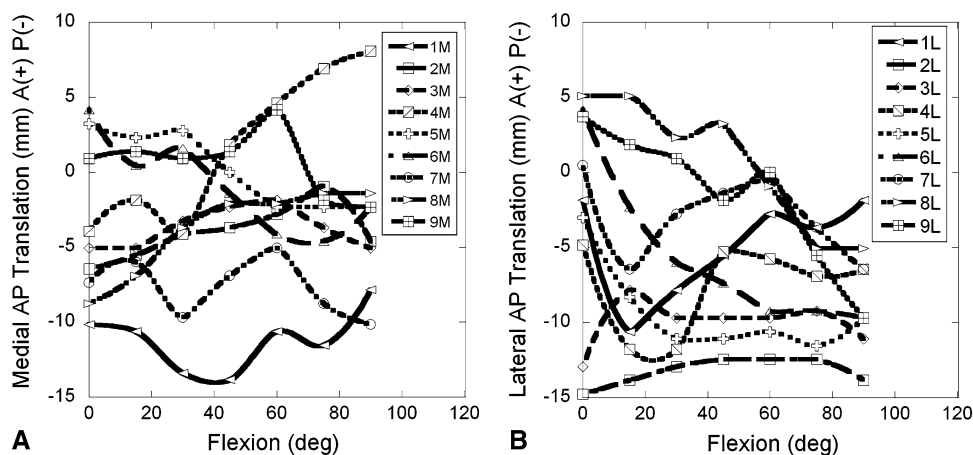 Medial AP Translation (mm) A(+) P(-)
10
5
0
-5
-10
-15
0 20 40 60 80 100 120
Flexion (deg)
1M
2M
3M
4M
5M
6M
7M
8M
9M
A
Lateral AP Translation (mm) A(+) P(-)
10
5
0
-5
-10
-15
0 20 40 60 80 100 120
Flexion (deg)
1L
2L
3L
4L
5L
6L
7L
8L
9L
B